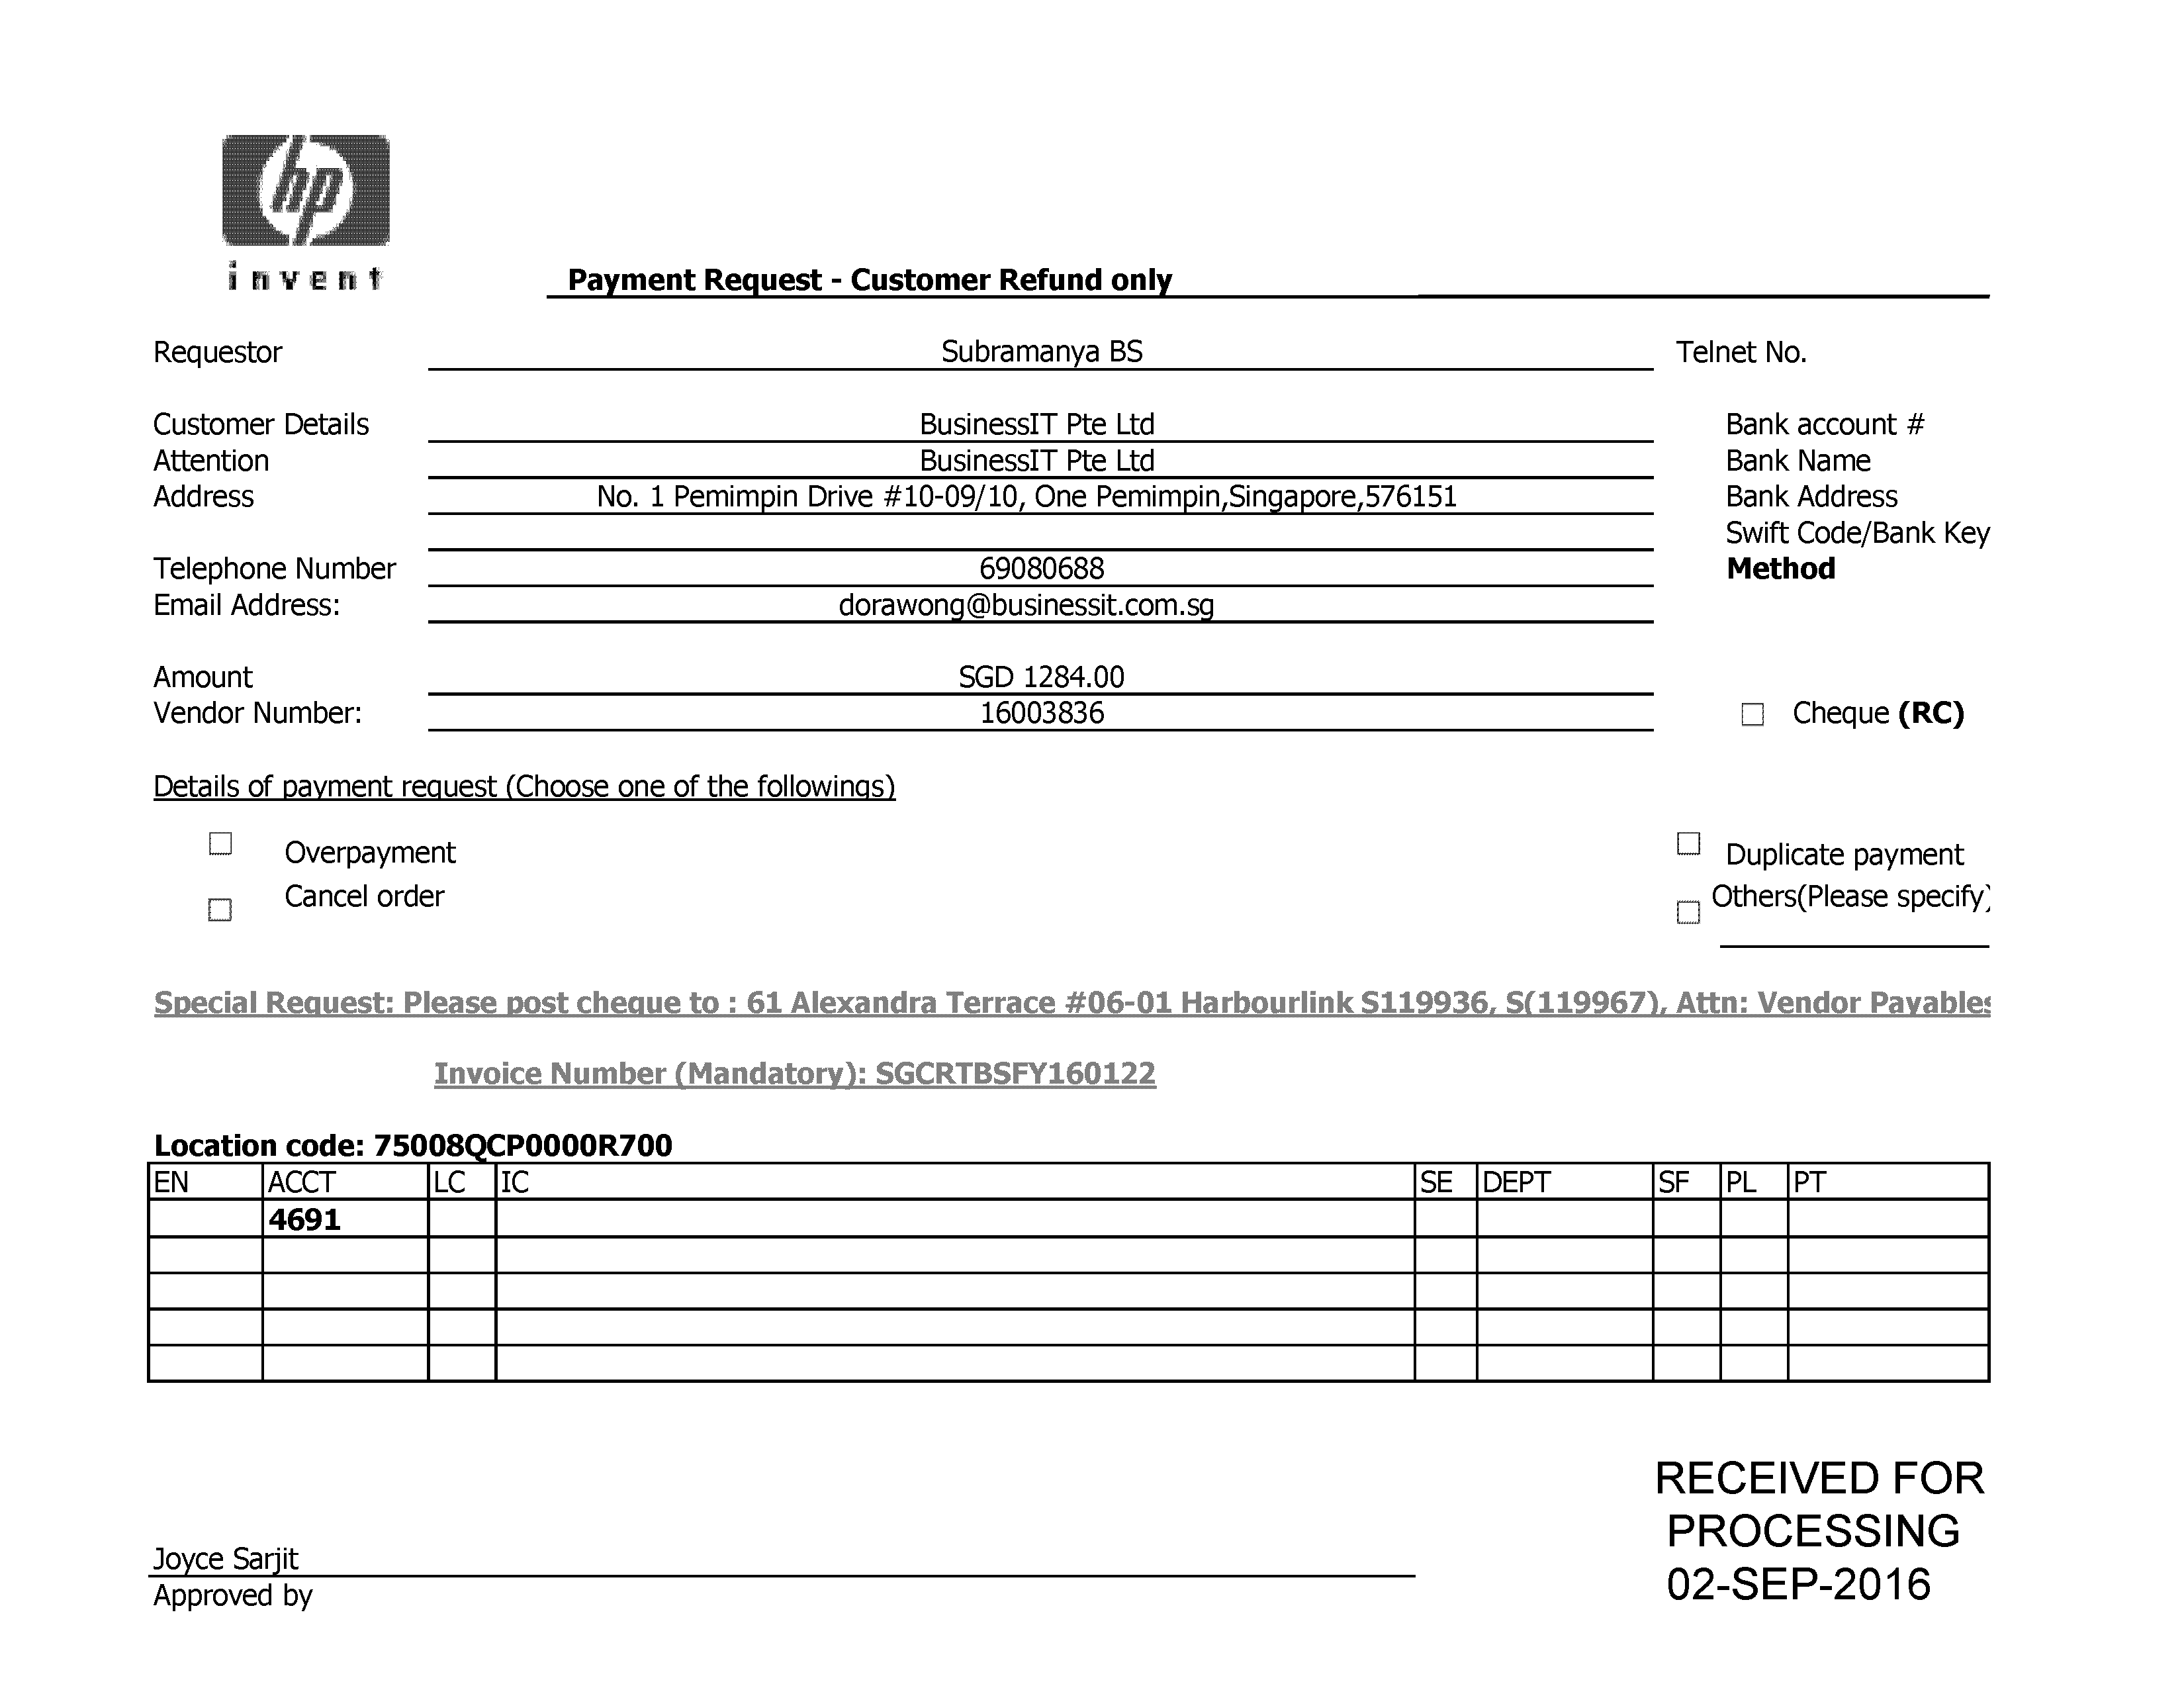 hp
invent
Payment Request - Customer Refund only
Requestor Subramanya BS Telnet No.
Customer Details BusinessIT Pte Ltd Bank account #
Attention BusinessIT Pte Ltd Bank Name
Address No. 1 Pemimpin Drive #10-09/10, One Pemimpin,Singapore,576151 Bank Address
Swift Code/Bank Key
Telephone Number 69080688 Method
Email Address: dorawong@businessit.com.sg
Amount SGD 1284.00
Vendor Number: 16003836 Cheque (RC)
Details of payment request (Choose one of the followings)
Overpayment Duplicate payment
Cancel order Others(Please specify)
Special Request: Please post cheque to : 61 Alexandra Terrace #06-01 Harbourlink S119936, S(119967), Attn: Vendor Payables
Invoice Number (Mandatory): SGCRTBSFY160122
Location code: 75008QCP0000R700
EN ACCT LC IC SE DEPT SF PL PT
4691
RECEIVED FOR
PROCESSING
02-SEP-2016
Joyce Sarjit
Approved by